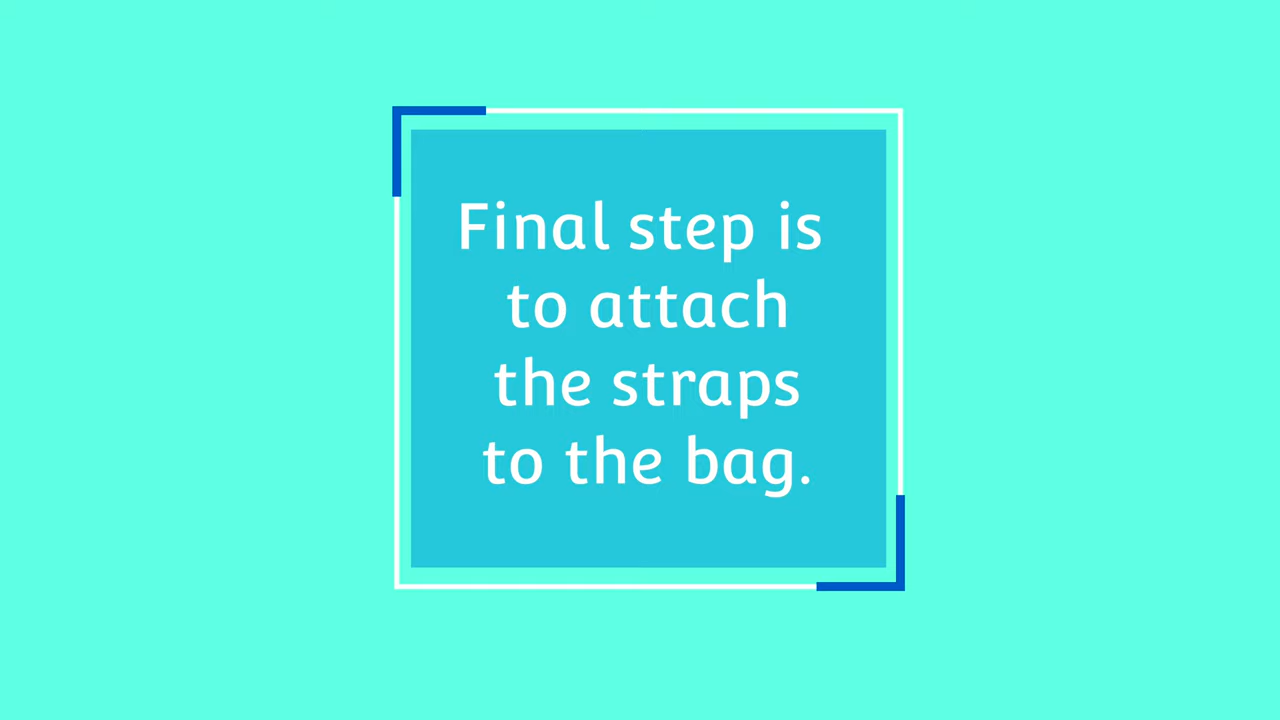 Final step is
to attach
the straps
to the bag.